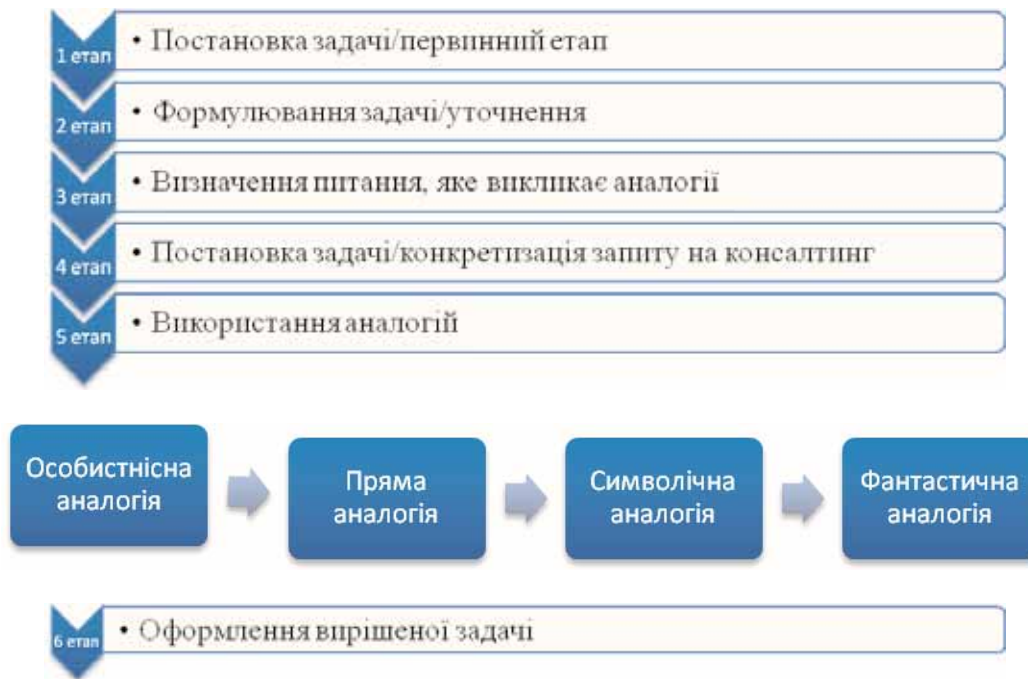 1 етап
• Постановка задачі/первинний етап
2 етап
• Формулювання задачі/уточнення
3 етап
• Визначення питання, яке викликає аналогії
4 етап
• Постановка задачі/конкретизація запиту на консалтинг
5 етап
• Використання аналогій
Особистнісна
аналогія
Пряма
аналогія
Символічна
аналогія
Фантастична
аналогія
6 етап
• Оформлення вирішеної задачі